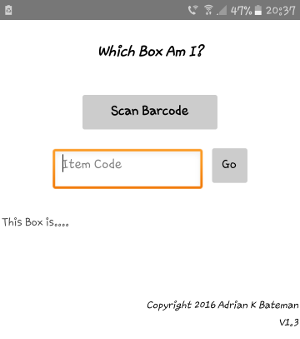 47% 20:37
Which Box Am I?
Scan Barcode
Item Code Go
This Box is....
Copyright 2016 Adrian K Bateman
V1.3